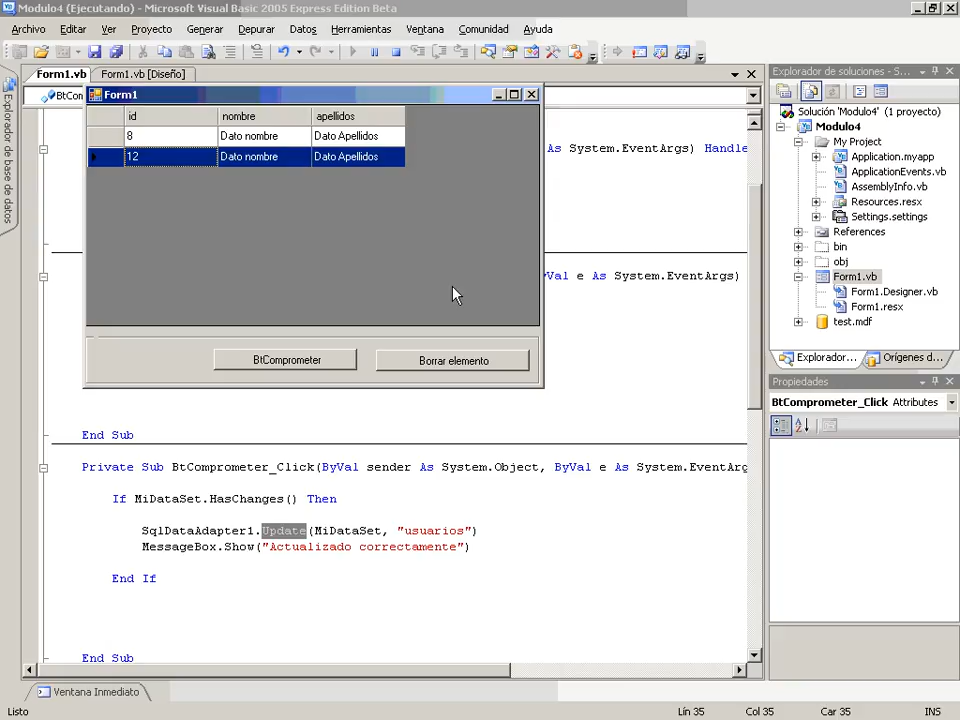 Modulo4 (Ejecutando) - Microsoft Visual Basic 2005 Express Edition Beta
Archivo Editar Ver Proyecto Generar Depurar Datos Herramientas Ventana Comunidad Ayuda
Form1.vb Form1.vb [Diseño]
Explorador de soluciones - S...
BtCom
Form1
Solución 'Modulo4' (1 proyecto)
id nombre apellidos
Modulo4
8 Dato nombre Dato Apellidos
My Project
As System.EventArgs) Handle
12 Dato nombre Dato Apellidos
Application.myapp
ApplicationEvents.vb
AssemblyInfo.vb
Resources.resx
Settings.settings
References
bin
obj
yVal e As System.EventArgs)
Form1.vb
Form1.Designer.vb
Form1.resx
test.mdf
Explorador de base de datos
BtComprometer Borrar elemento
Explorador... Orígenes d...
Propiedades
BtComprometer_Click Attributes
End Sub
Private Sub BtComprometer_Click(ByVal sender As System.Object, ByVal e As System.EventArg
If MiDataSet.HasChanges() Then
SqlDataAdapter1.Update(MiDataSet, "usuarios")
MessageBox.Show("Actualizado correctamente")
End If
End Sub
Ventana Inmediato
Listo Lín 35 Col 35 Car 35 INS